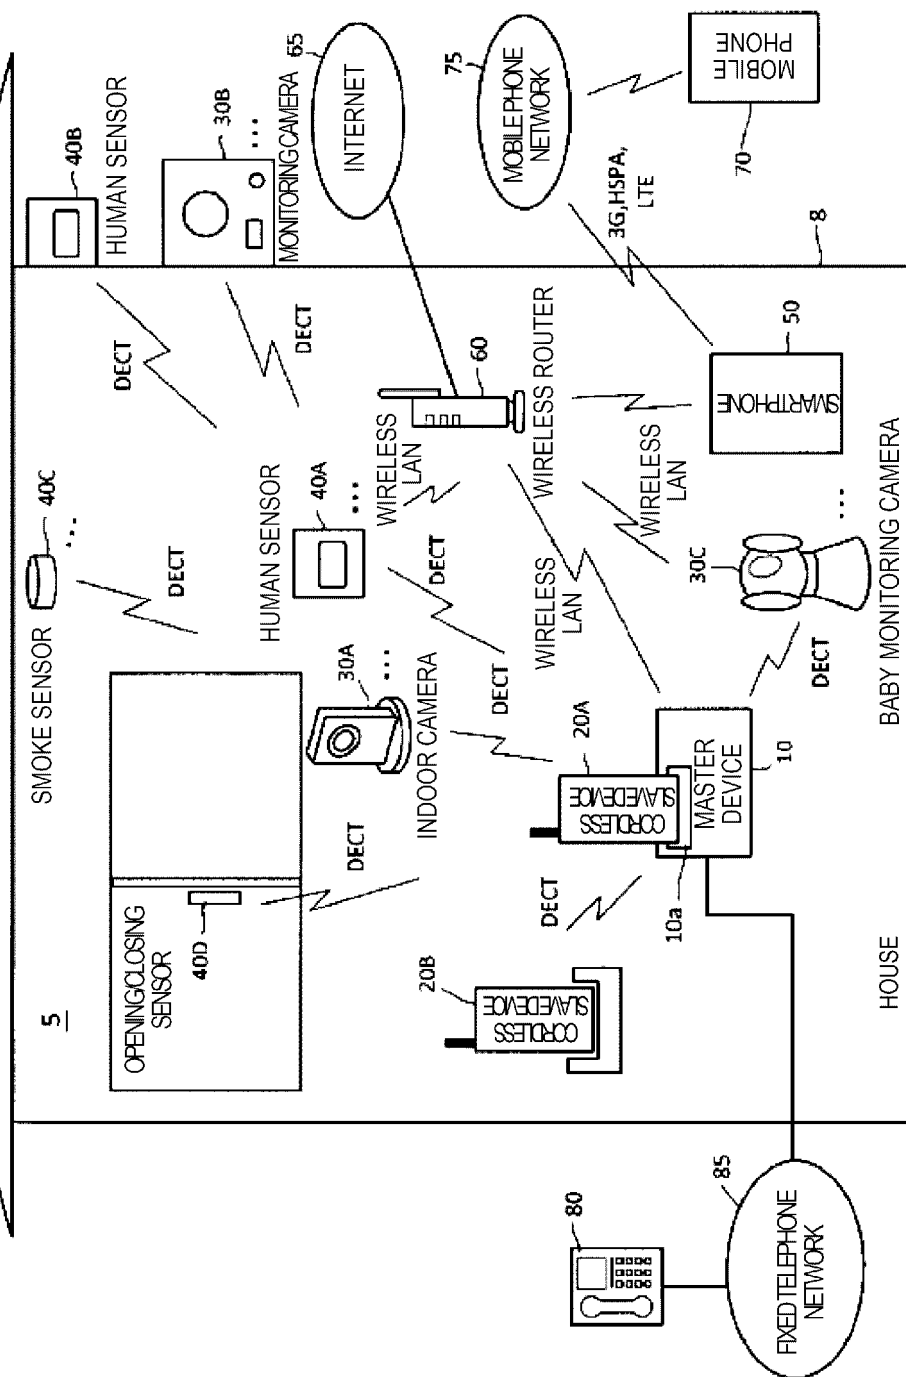 5
SMOKE SENSOR
40C
...
40B
HUMAN SENSOR
DECT
OPENING/CLOSING
SENSOR
40D
DECT
30B
...
MONITORING CAMERA
DECT
65
INTERNET
HUMAN SENSOR
40A
...
DECT
30A
...
INDOOR CAMERA
WIRELESS
LAN
DECT
DECT
60
WIRELESS ROUTER
75
MOBILE PHONE
NETWORK
3G,HSPA,
LTE
20B
CORDLESS
SLAVE DEVICE
DECT
20A
CORDLESS
SLAVE DEVICE
WIRELESS
LAN
WIRELESS
LAN
10a
MASTER
DEVICE
10
30C
...
DECT
BABY MONITORING CAMERA
50
SMARTPHONE
70
MOBILE
PHONE
8
80
85
FIXED TELEPHONE
NETWORK
HOUSE